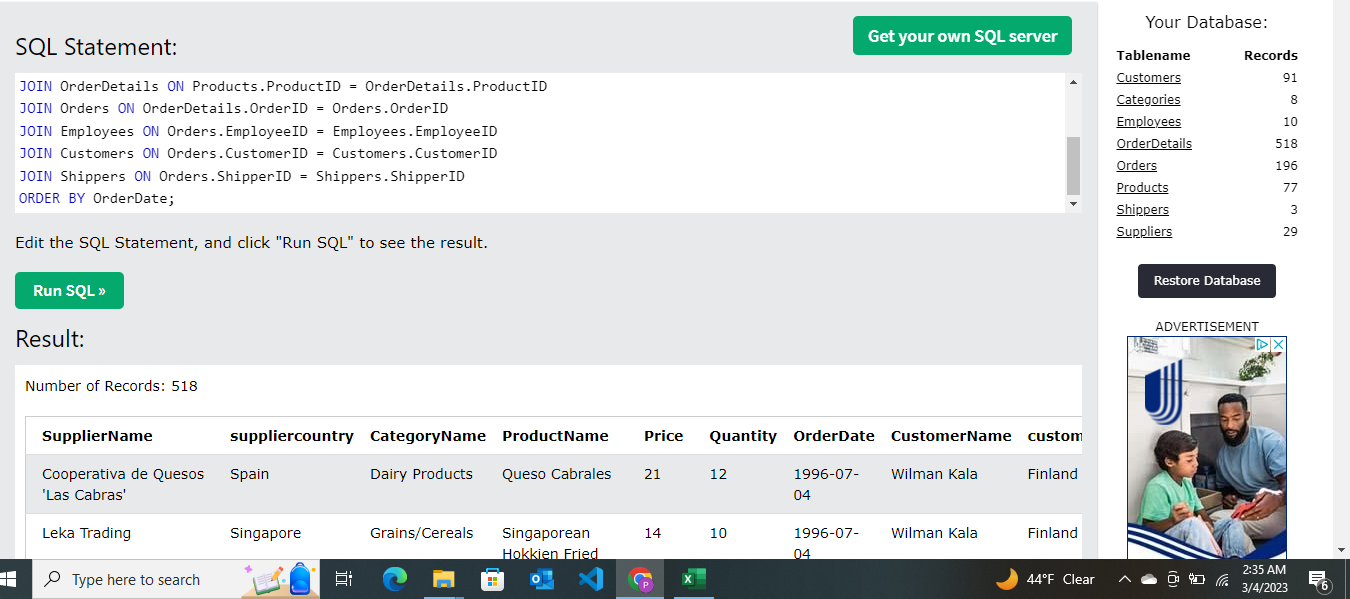 Get your own SQL server
SQL Statement:
JOIN OrderDetails ON Products.ProductID = OrderDetails.ProductID
JOIN Orders ON OrderDetails.OrderID = Orders.OrderID
JOIN Employees ON Orders.EmployeeID = Employees.EmployeeID
JOIN Customers ON Orders.CustomerID = Customers.CustomerID
JOIN Shippers ON Orders.ShipperID = Shippers.ShipperID
ORDER BY OrderDate;
Edit the SQL Statement, and click "Run SQL" to see the result.
Run SQL »
Result:
Number of Records: 518
SupplierName suppliercountry CategoryName ProductName Price Quantity OrderDate CustomerName custom
Cooperativa de Quesos Spain Dairy Products Queso Cabrales 21 12 1996-07- Wilman Kala Finland
'Las Cabras' 04
Leka Trading Singapore Grains/Cereals Singaporean 14 10 1996-07- Wilman Kala Finland
Hokkien Fried 04
Your Database:
Tablename Records
Customers 91
Categories 8
Employees 10
OrderDetails 518
Orders 196
Products 77
Shippers 3
Suppliers 29
Restore Database
ADVERTISEMENT
Type here to search
44°F Clear
2:35 AM
3/4/2023
6